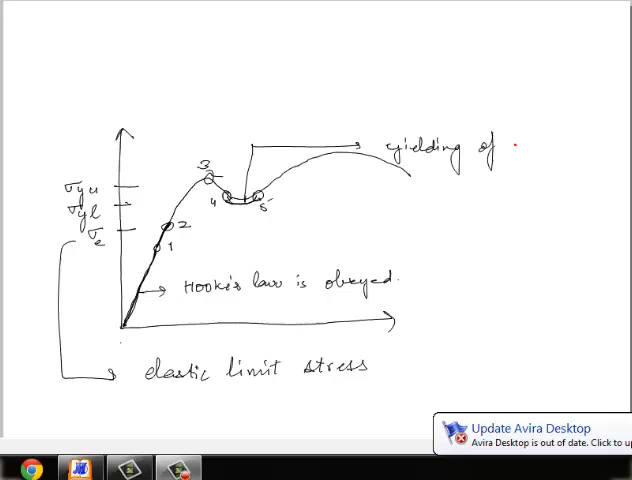 yielding of
3
σyu
4
5
σyl
2
σe
1
Hooke's law is obeyed.
elastic limit stress
Update Avira Desktop
Avira Desktop is out of date. Click to u